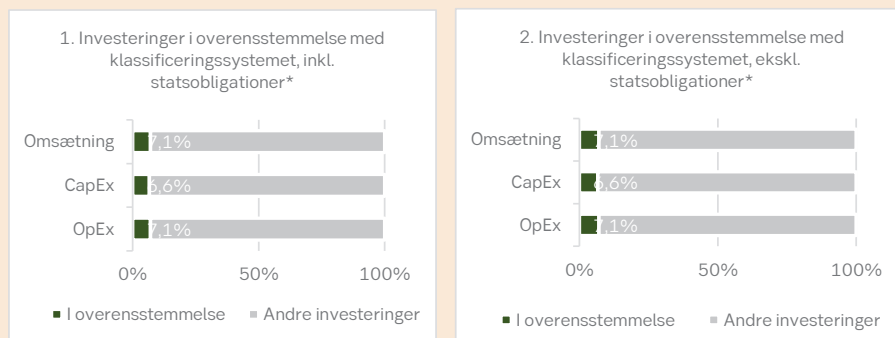 1. Investeringer i overensstemmelse med
klassificeringssystemet, inkl.
statsobligationer*
Omsætning
7,1%
CapEx
6,6%
OpEx
7,1%
0%
50%
100%
I overensstemmelse
Andre investeringer
2. Investeringer i overensstemmelse med
klassificeringssystemet, ekskl.
statsobligationer*
Omsætning
7,1%
CapEx
6,6%
OpEx
7,1%
0%
50%
100%
I overensstemmelse
Andre investeringer